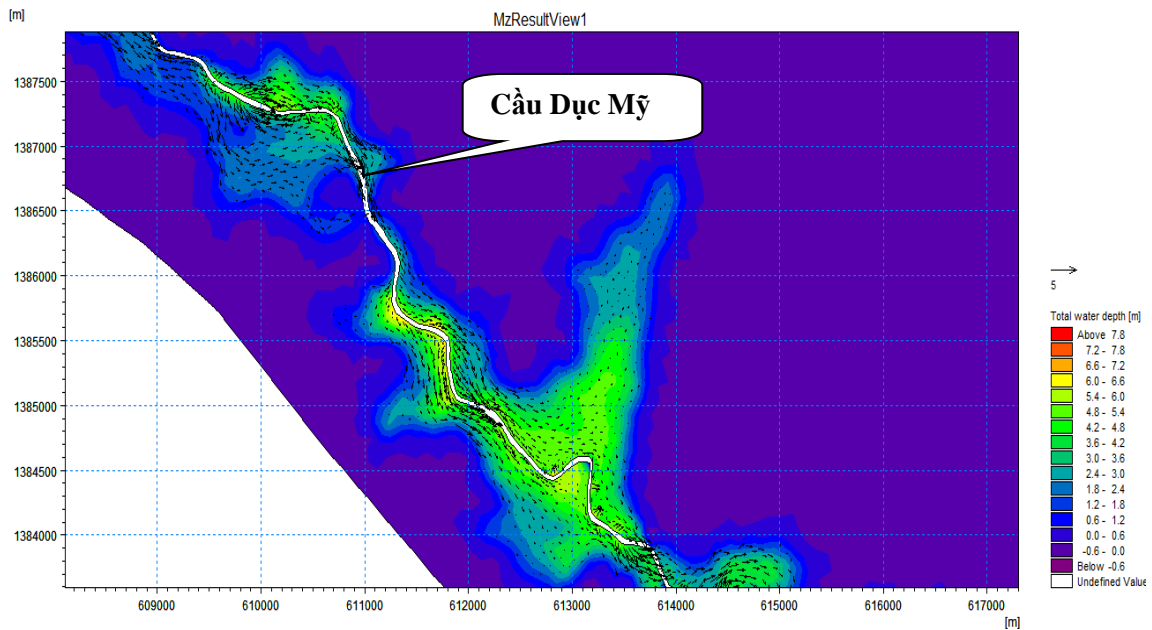 [m]
MzResultView1
1387500
1387000
1386500
1386000
1385500
1385000
1384500
1384000
Cầu Dục Mỹ
609000 610000 611000 612000 613000 614000 615000 616000 617000
[m]
5
Total water depth [m]
Above 7.8
7.2 - 7.8
6.6 - 7.2
6.0 - 6.6
5.4 - 6.0
4.8 - 5.4
4.2 - 4.8
3.6 - 4.2
3.0 - 3.6
2.4 - 3.0
1.8 - 2.4
1.2 - 1.8
0.6 - 1.2
0.0 - 0.6
-0.6 - 0.0
Below -0.6
Undefined Value